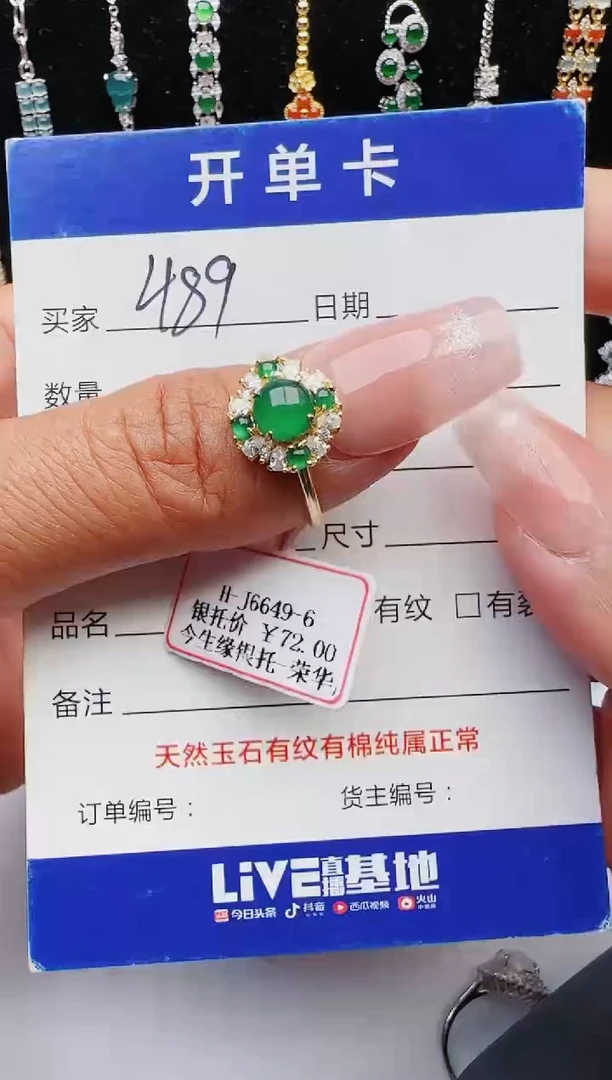 开单卡
买家 489 日期
数量
尺寸
H-J6649-6
银托价 ￥72.00
今生缘银托-荣华
品名 有纹 □有裂
备注
天然玉石有纹有棉纯属正常
订单编号： 货主编号：
LiVE直播基地
今日头条 抖音 西瓜视频 火山